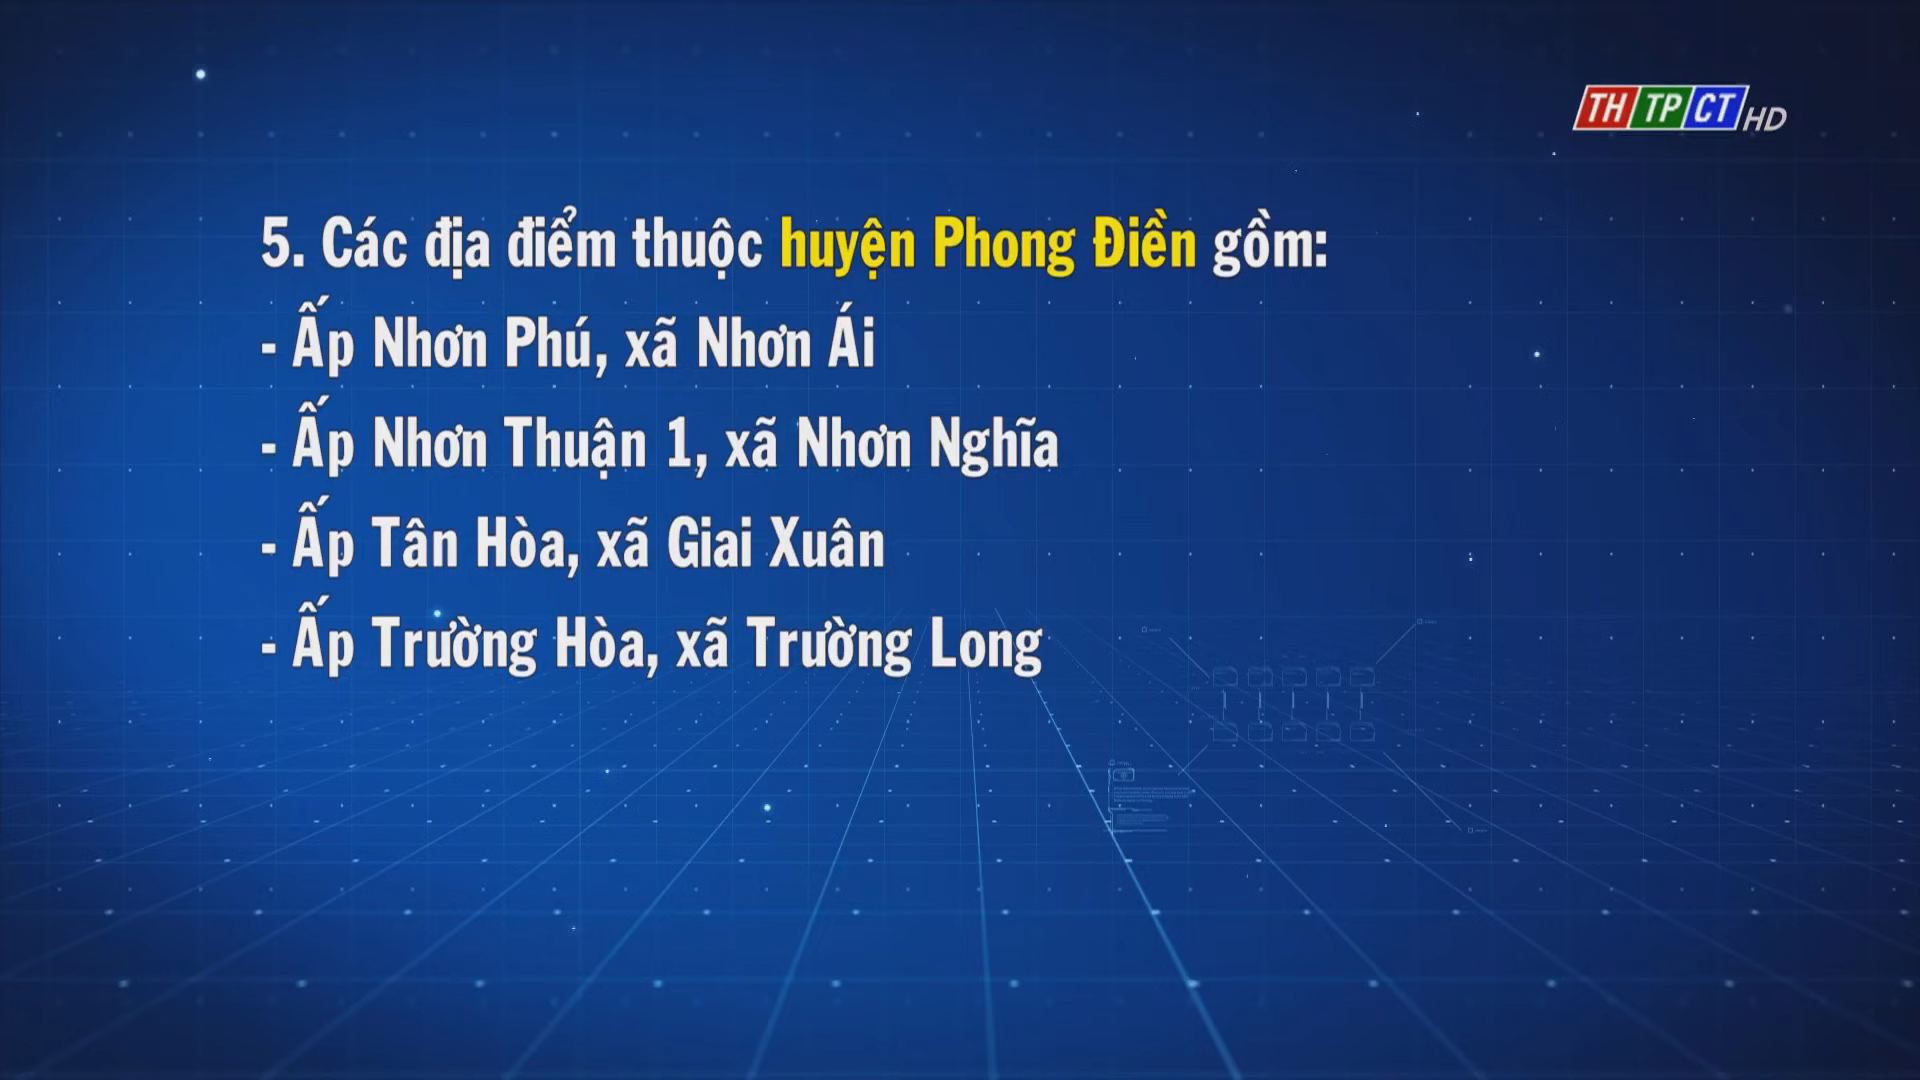 THTPCT HD
5. Các địa điểm thuộc huyện Phong Điền gồm:
- Ấp Nhơn Phú, xã Nhơn Ái
- Ấp Nhơn Thuận 1, xã Nhơn Nghĩa
- Ấp Tân Hòa, xã Giai Xuân
- Ấp Trường Hòa, xã Trường Long